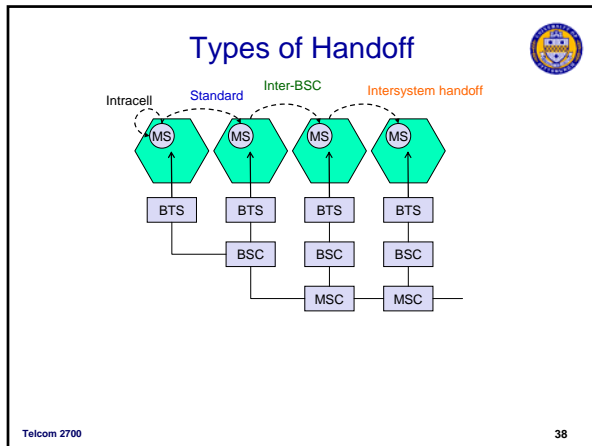 Types of Handoff
Intracell
Standard
Inter-BSC
Intersystem handoff
MS MS MS MS
BTS BTS BTS BTS
BSC BSC BSC
MSC MSC
Telcom 2700
38